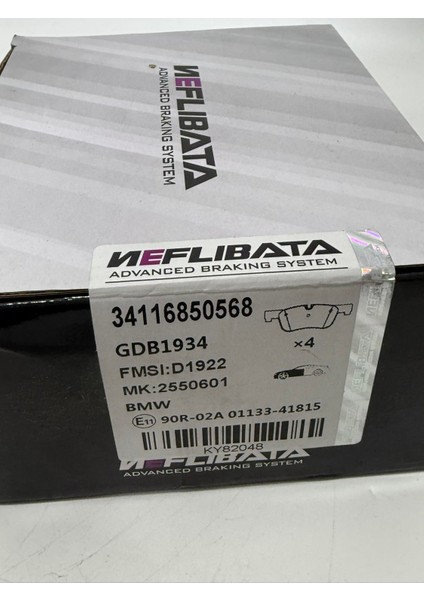 NEFLIBATA
ADVANCED BRAKING SYSTEM
NEFLIBATA
ADVANCED BRAKING SYSTEM
34116850568
GDB1934
×4
FMSI:D1922
MK:2550601
BMW
E11 90R-02A 01133-41815
KY82048
NEFLIBATA
ADVANCED BRAKING SYSTEM